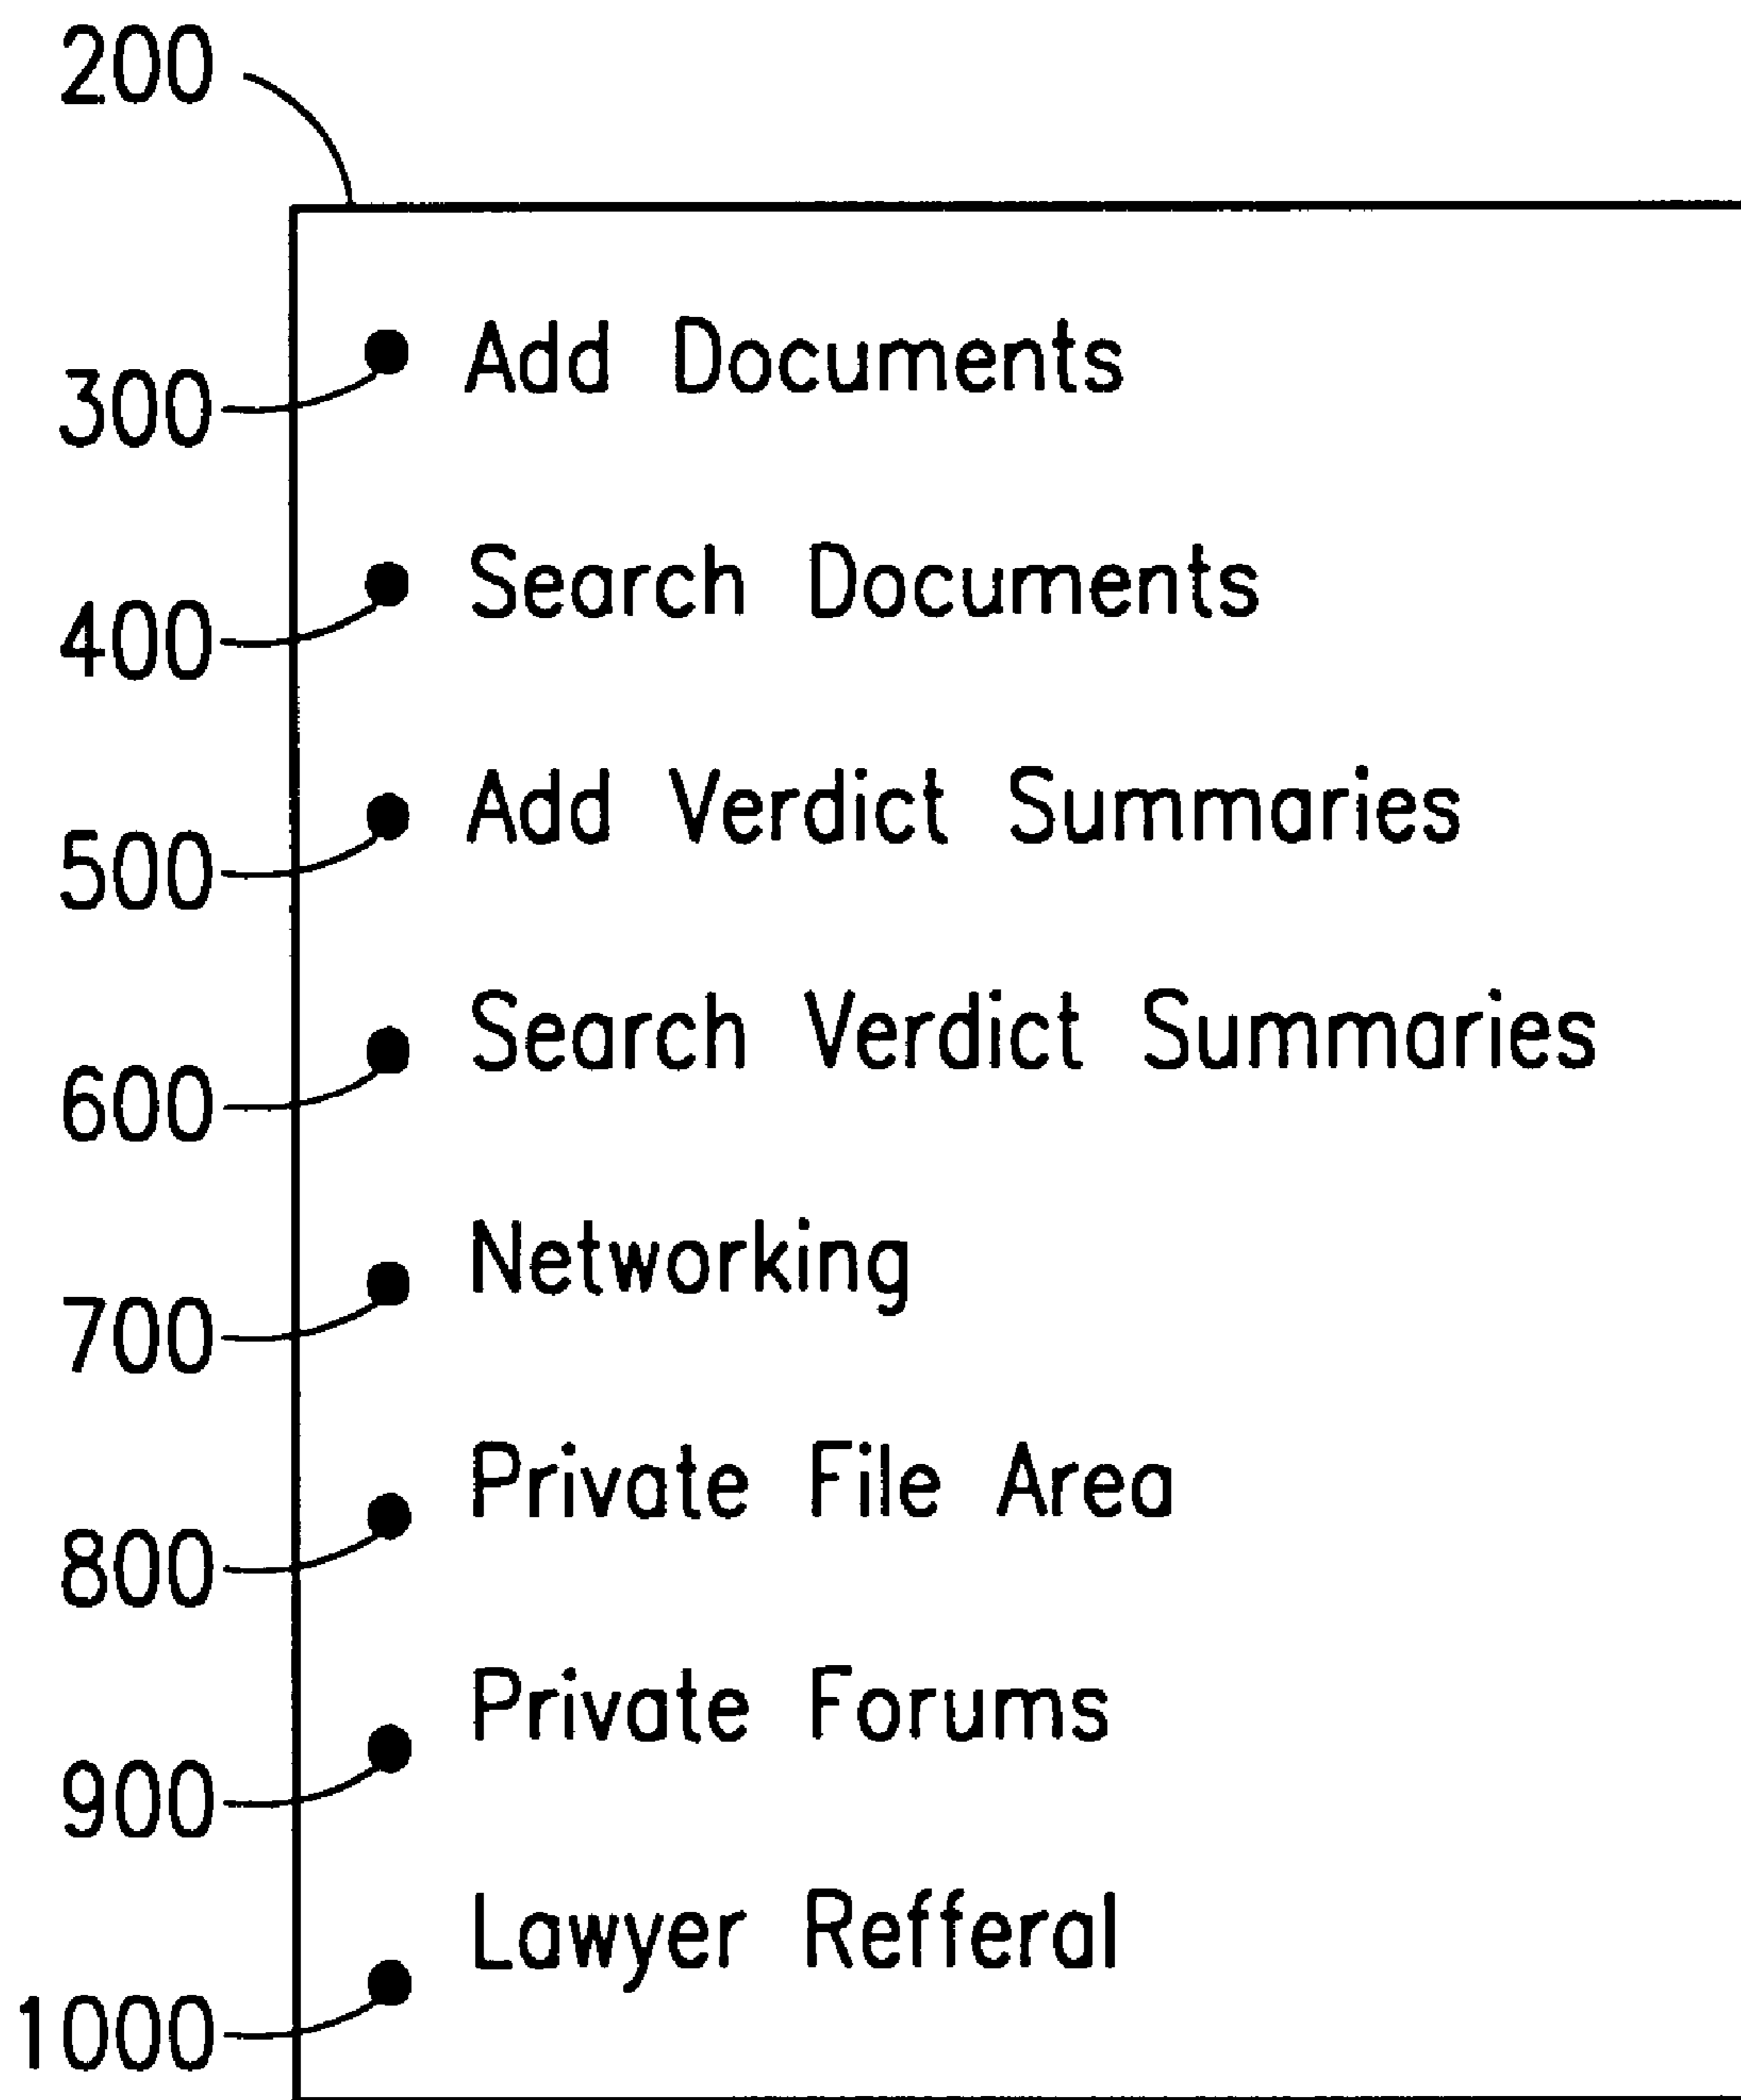 200
Add Documents
300
Search Documents
400
Add Verdict Summaries
500
Search Verdict Summaries
600
Networking
700
Private File Area
800
Private Forums
900
Lawyer Refferal
1000